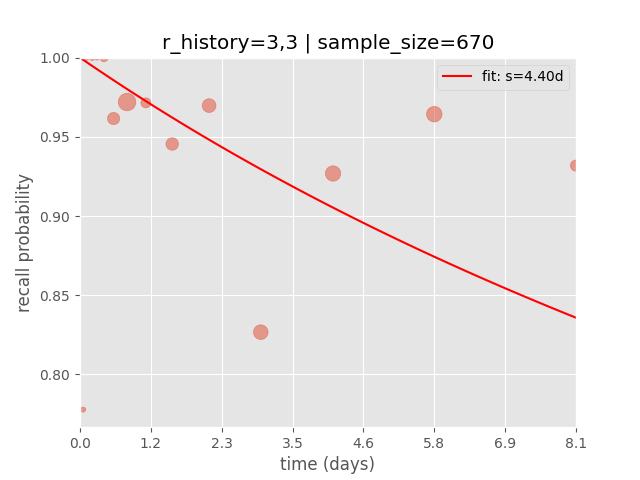 r_history=3,3 | sample_size=670
fit: s=4.40d
1.00
0.95
0.90
0.85
0.80
recall probability
0.0 1.2 2.3 3.5 4.6 5.8 6.9 8.1
time (days)